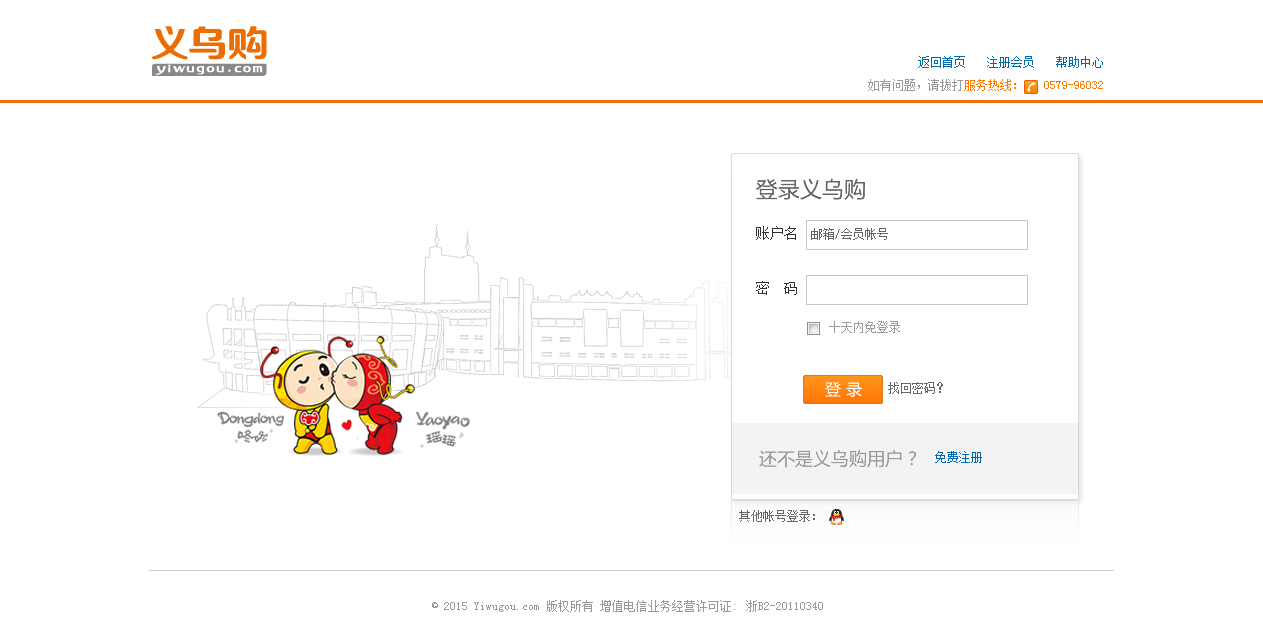 义乌购
yiwugou.com
返回首页 注册会员 帮助中心
如有问题，请拨打服务热线： 0579-96032
登录义乌购
账户名 邮箱/会员帐号
密 码
十天内免登录
登 录 找回密码?
还不是义乌购用户？ 免费注册
其他帐号登录：
Dongdong
咚咚
Yaoyao
瑶瑶
© 2015 Yiwugou.com 版权所有 增值电信业务经营许可证: 浙B2-20110340